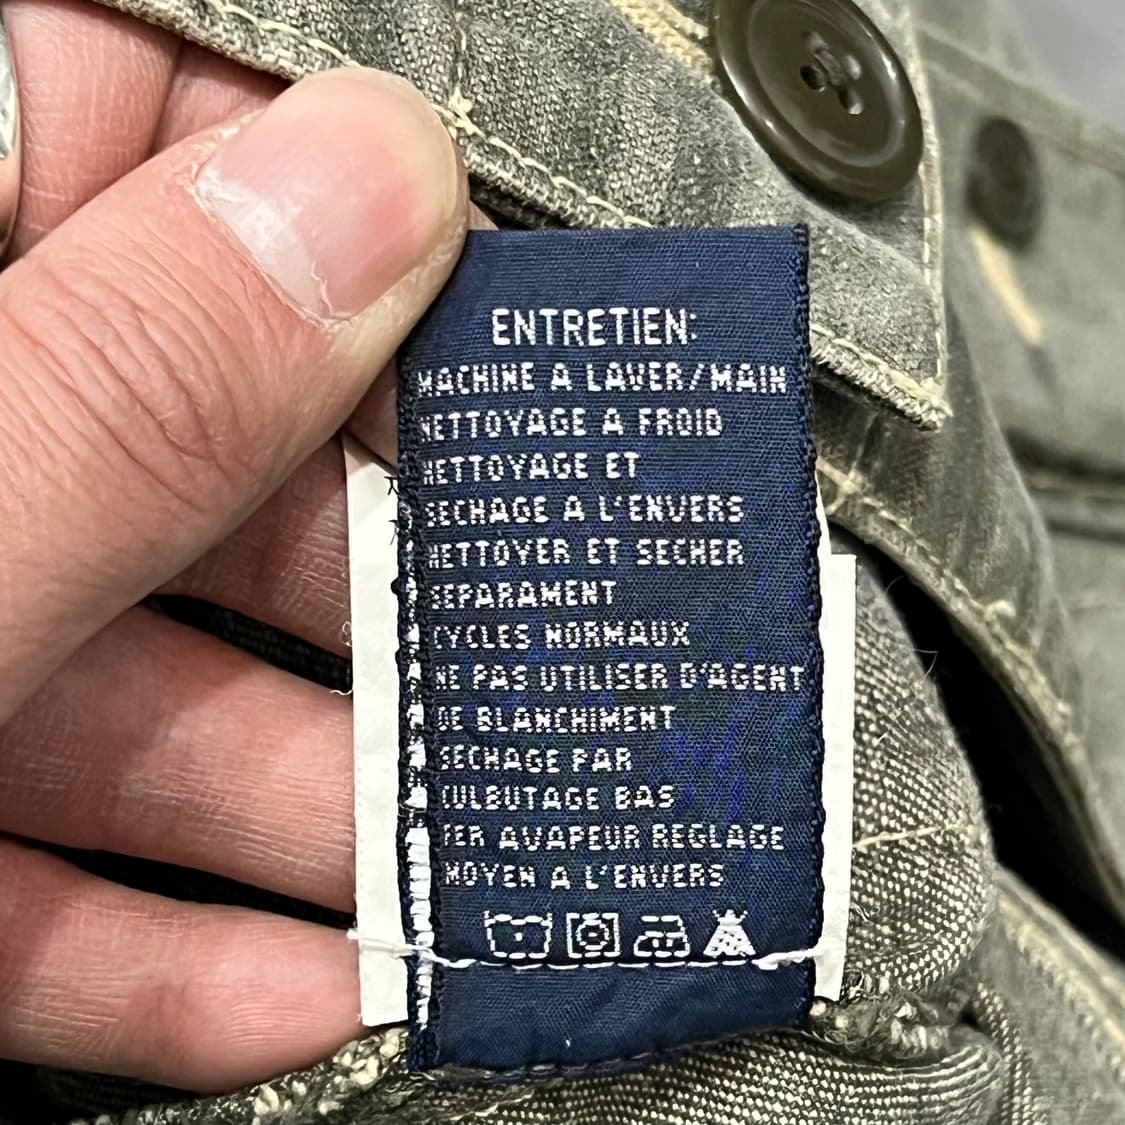 ENTRETIEN:
MACHINE A LAVER/MAIN
NETTOYAGE A FROID
NETTOYAGE ET
SECHAGE A L'ENVERS
NETTOYER ET SECHER
SEPARAMENT
CYCLES NORMAUX
NE PAS UTILISER D'AGENT
DE BLANCHIMENT
SECHAGE PAR
CULBUTAGE BAS
FER AVAPEUR REGLAGE
MOYEN A L'ENVERS